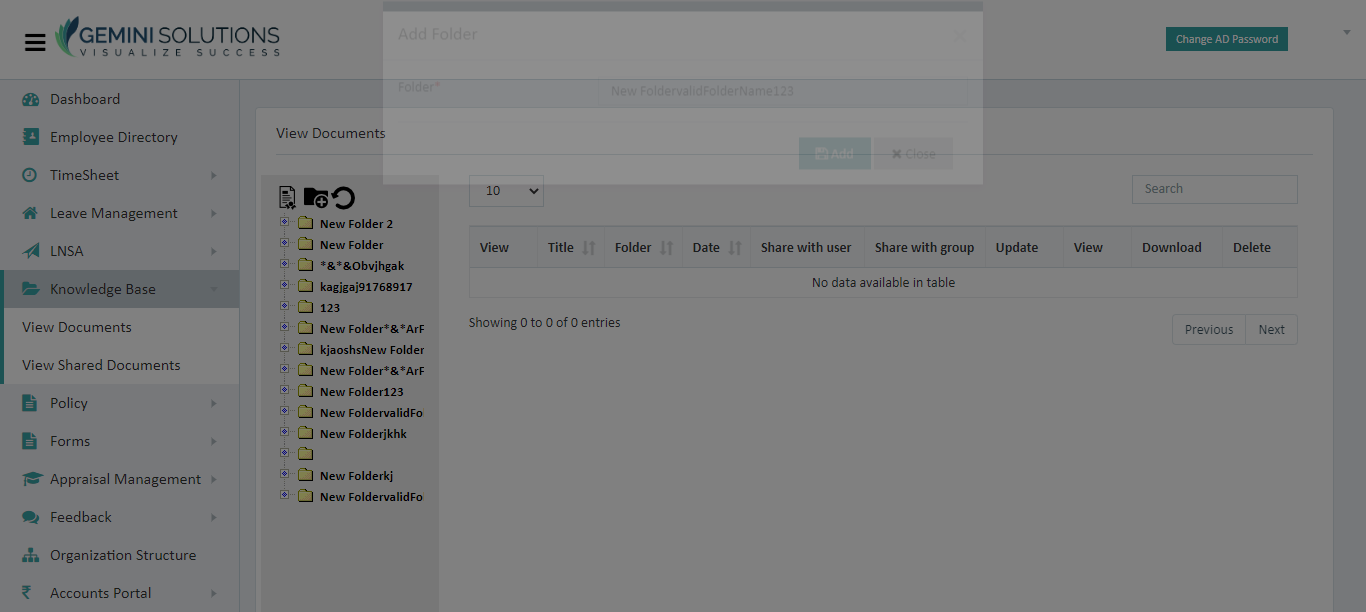 GEMINI SOLUTIONS
VISUALIZE SUCCESS
Change AD Password
Add Folder
Folder*
New FoldervalidFolderName123
Add
Close
Dashboard
Employee Directory
TimeSheet
Leave Management
LNSA
Knowledge Base
View Documents
View Shared Documents
Policy
Forms
Appraisal Management
Feedback
Organization Structure
Accounts Portal
View Documents
New Folder 2
New Folder
*&*&Obvjhgak
kagjgaj91768917
123
New Folder*&*ArF
kjaoshsNew Folder
New Folder*&*ArF
New Folder123
New FoldervalidFo
New Folderjkhk
New Folderkj
New FoldervalidFo
10
Search
View Title Folder Date Share with user Share with group Update View Download Delete
No data available in table
Showing 0 to 0 of 0 entries
Previous Next